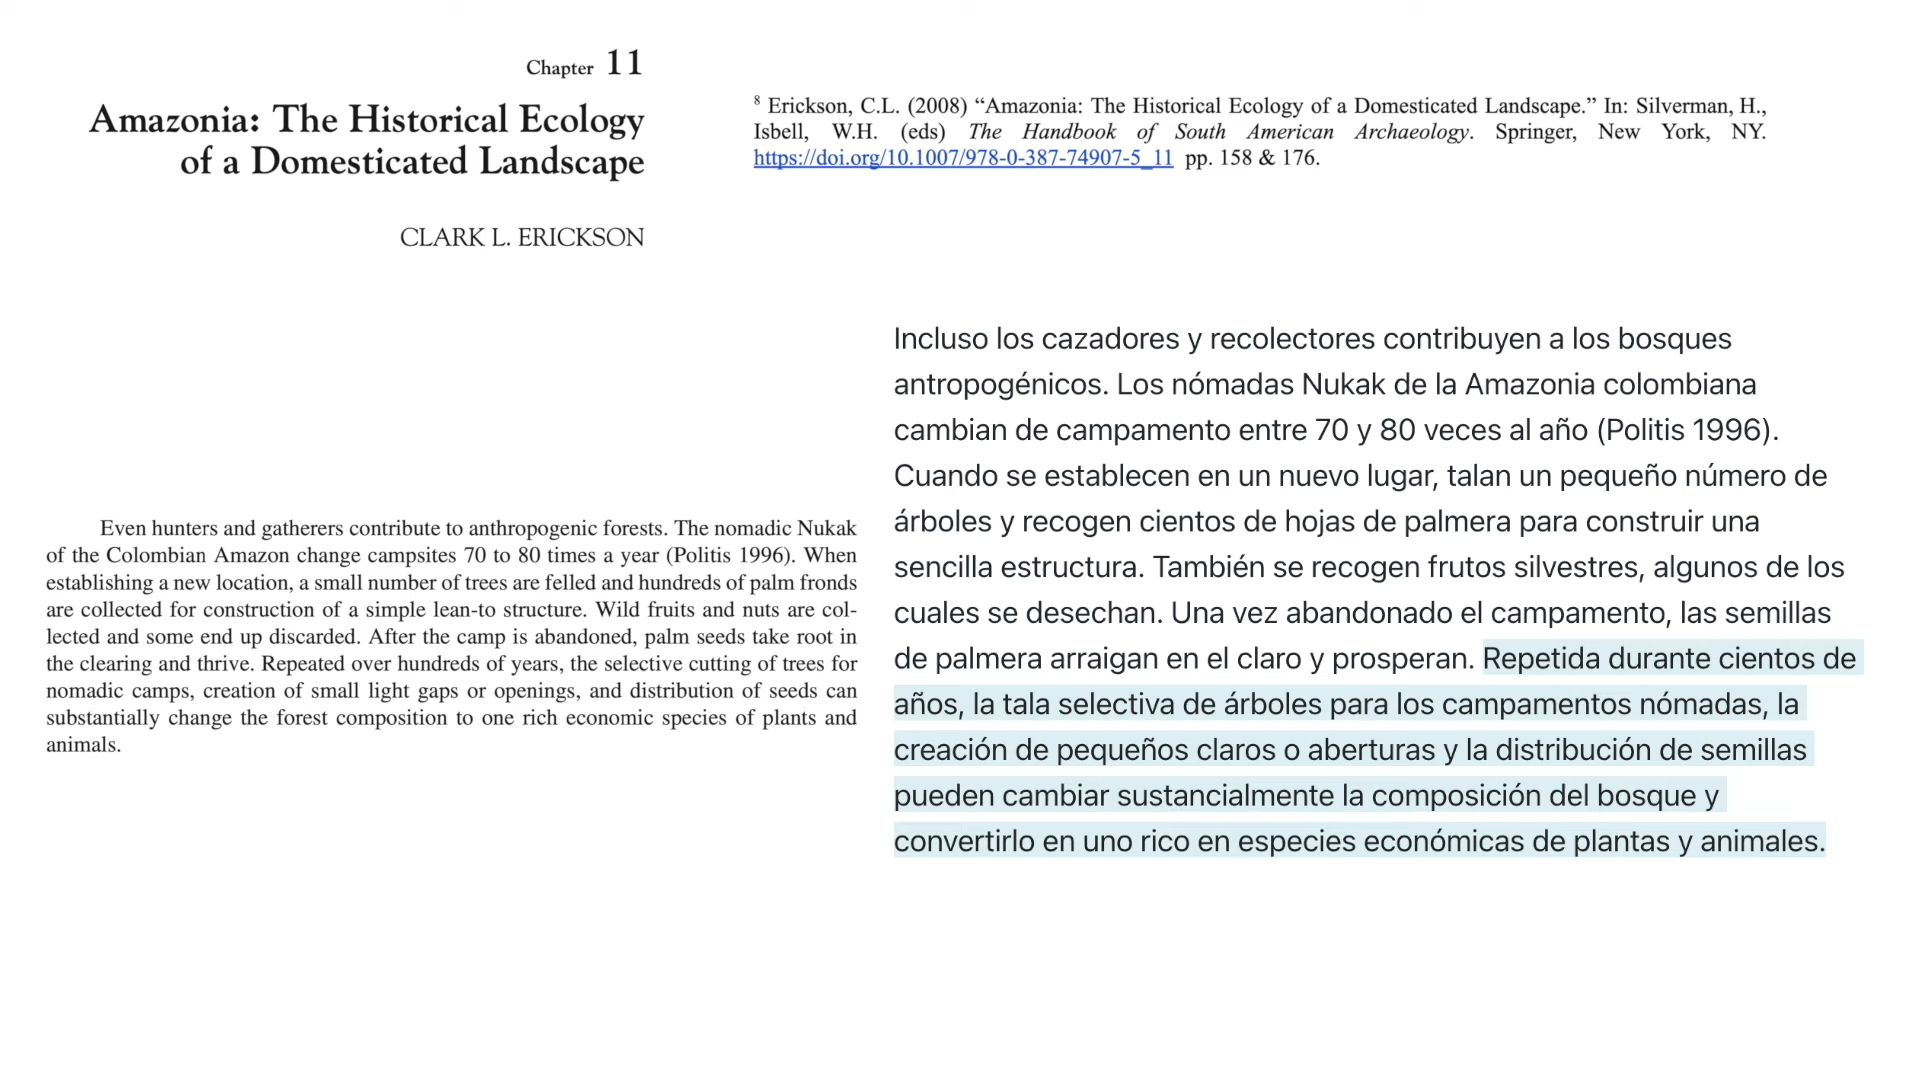 Chapter 11
Amazonia: The Historical Ecology
of a Domesticated Landscape
CLARK L. ERICKSON
Even hunters and gatherers contribute to anthropogenic forests. The nomadic Nukak
of the Colombian Amazon change campsites 70 to 80 times a year (Politis 1996). When
establishing a new location, a small number of trees are felled and hundreds of palm fronds
are collected for construction of a simple lean-to structure. Wild fruits and nuts are col-
lected and some end up discarded. After the camp is abandoned, palm seeds take root in
the clearing and thrive. Repeated over hundreds of years, the selective cutting of trees for
nomadic camps, creation of small light gaps or openings, and distribution of seeds can
substantially change the forest composition to one rich economic species of plants and
animals.
8 Erickson, C.L. (2008) “Amazonia: The Historical Ecology of a Domesticated Landscape.” In: Silverman, H.,
Isbell, W.H. (eds) The Handbook of South American Archaeology. Springer, New York, NY.
https://doi.org/10.1007/978-0-387-74907-5_11 pp. 158 & 176.
Incluso los cazadores y recolectores contribuyen a los bosques
antropogénicos. Los nómadas Nukak de la Amazonia colombiana
cambian de campamento entre 70 y 80 veces al año (Politis 1996).
Cuando se establecen en un nuevo lugar, talan un pequeño número de
árboles y recogen cientos de hojas de palmera para construir una
sencilla estructura. También se recogen frutos silvestres, algunos de los
cuales se desechan. Una vez abandonado el campamento, las semillas
de palmera arraigan en el claro y prosperan. Repetida durante cientos de
años, la tala selectiva de árboles para los campamentos nómadas, la
creación de pequeños claros o aberturas y la distribución de semillas
pueden cambiar sustancialmente la composición del bosque y
convertirlo en uno rico en especies económicas de plantas y animales.